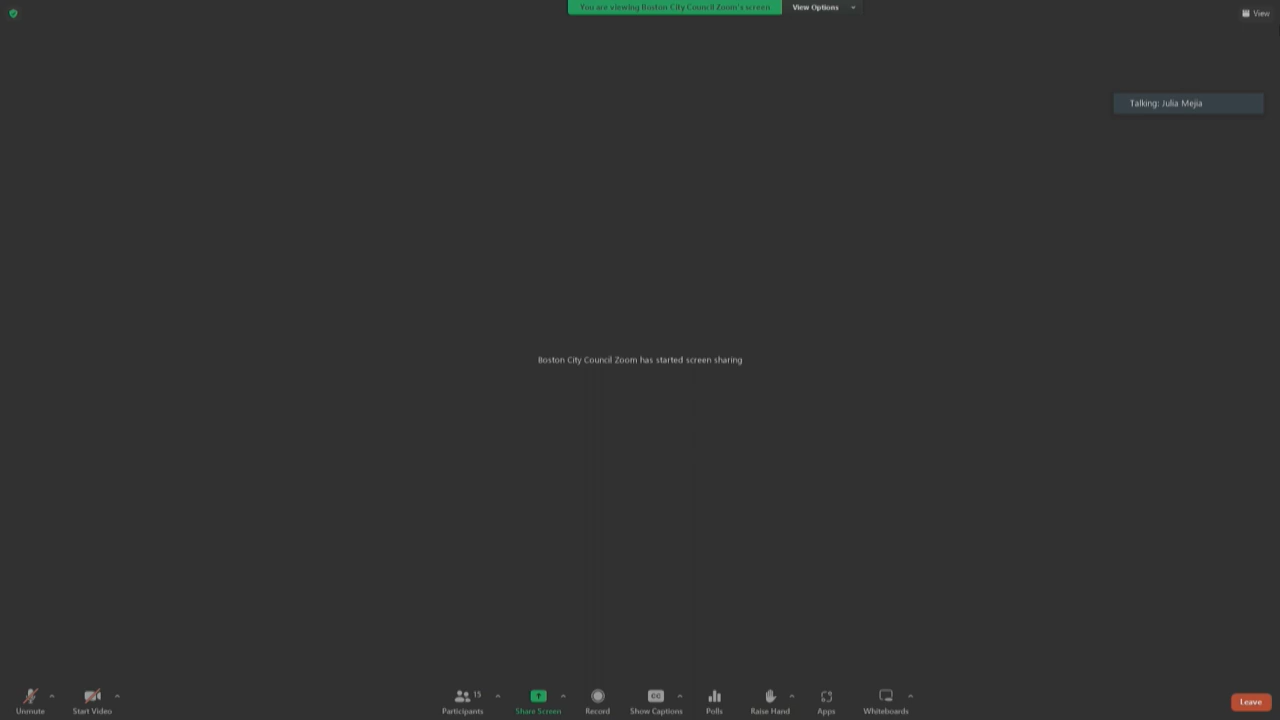 You are viewing Boston City Council Zoom's screen
View Options
View
Talking: Julia Mejia
Boston City Council Zoom has started screen sharing
Unmute
Start Video
Participants
15
Share Screen
Record
CC
Show Captions
Polls
Raise Hand
Apps
Whiteboards
Leave